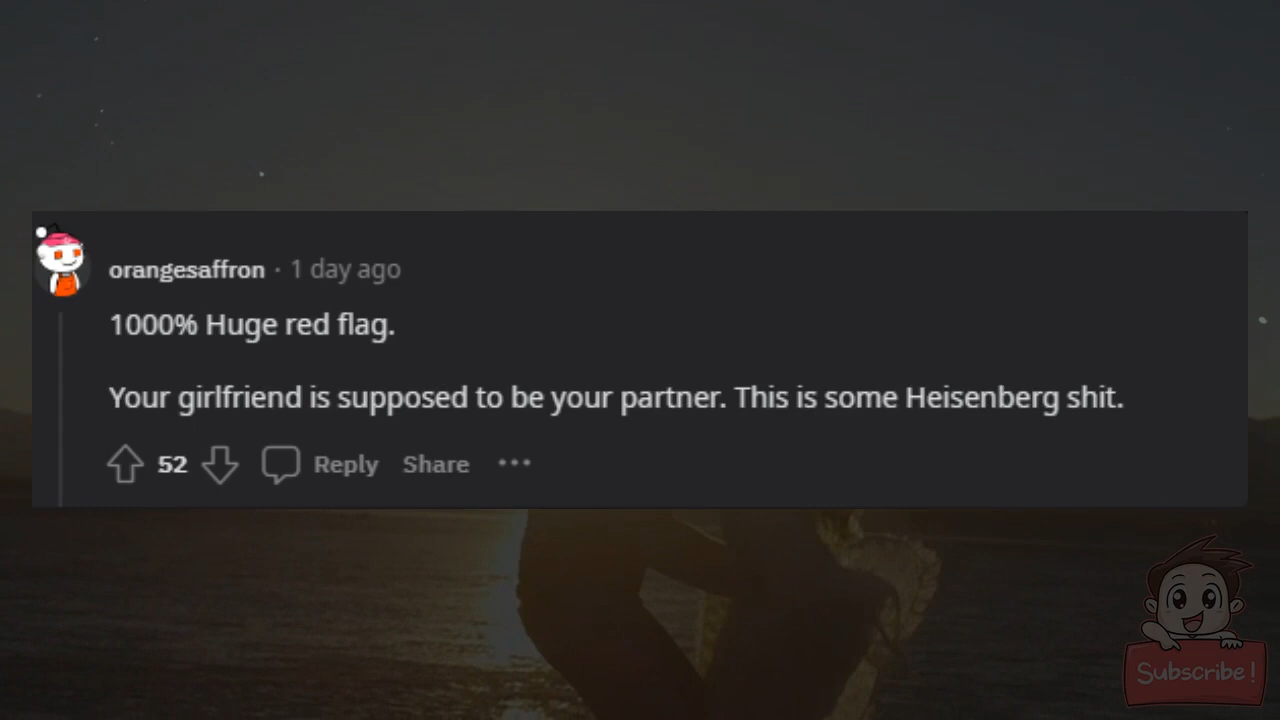 orangesaffron · 1 day ago
1000% Huge red flag.
Your girlfriend is supposed to be your partner. This is some Heisenberg shit.
52 Reply Share ···
Subscribe!